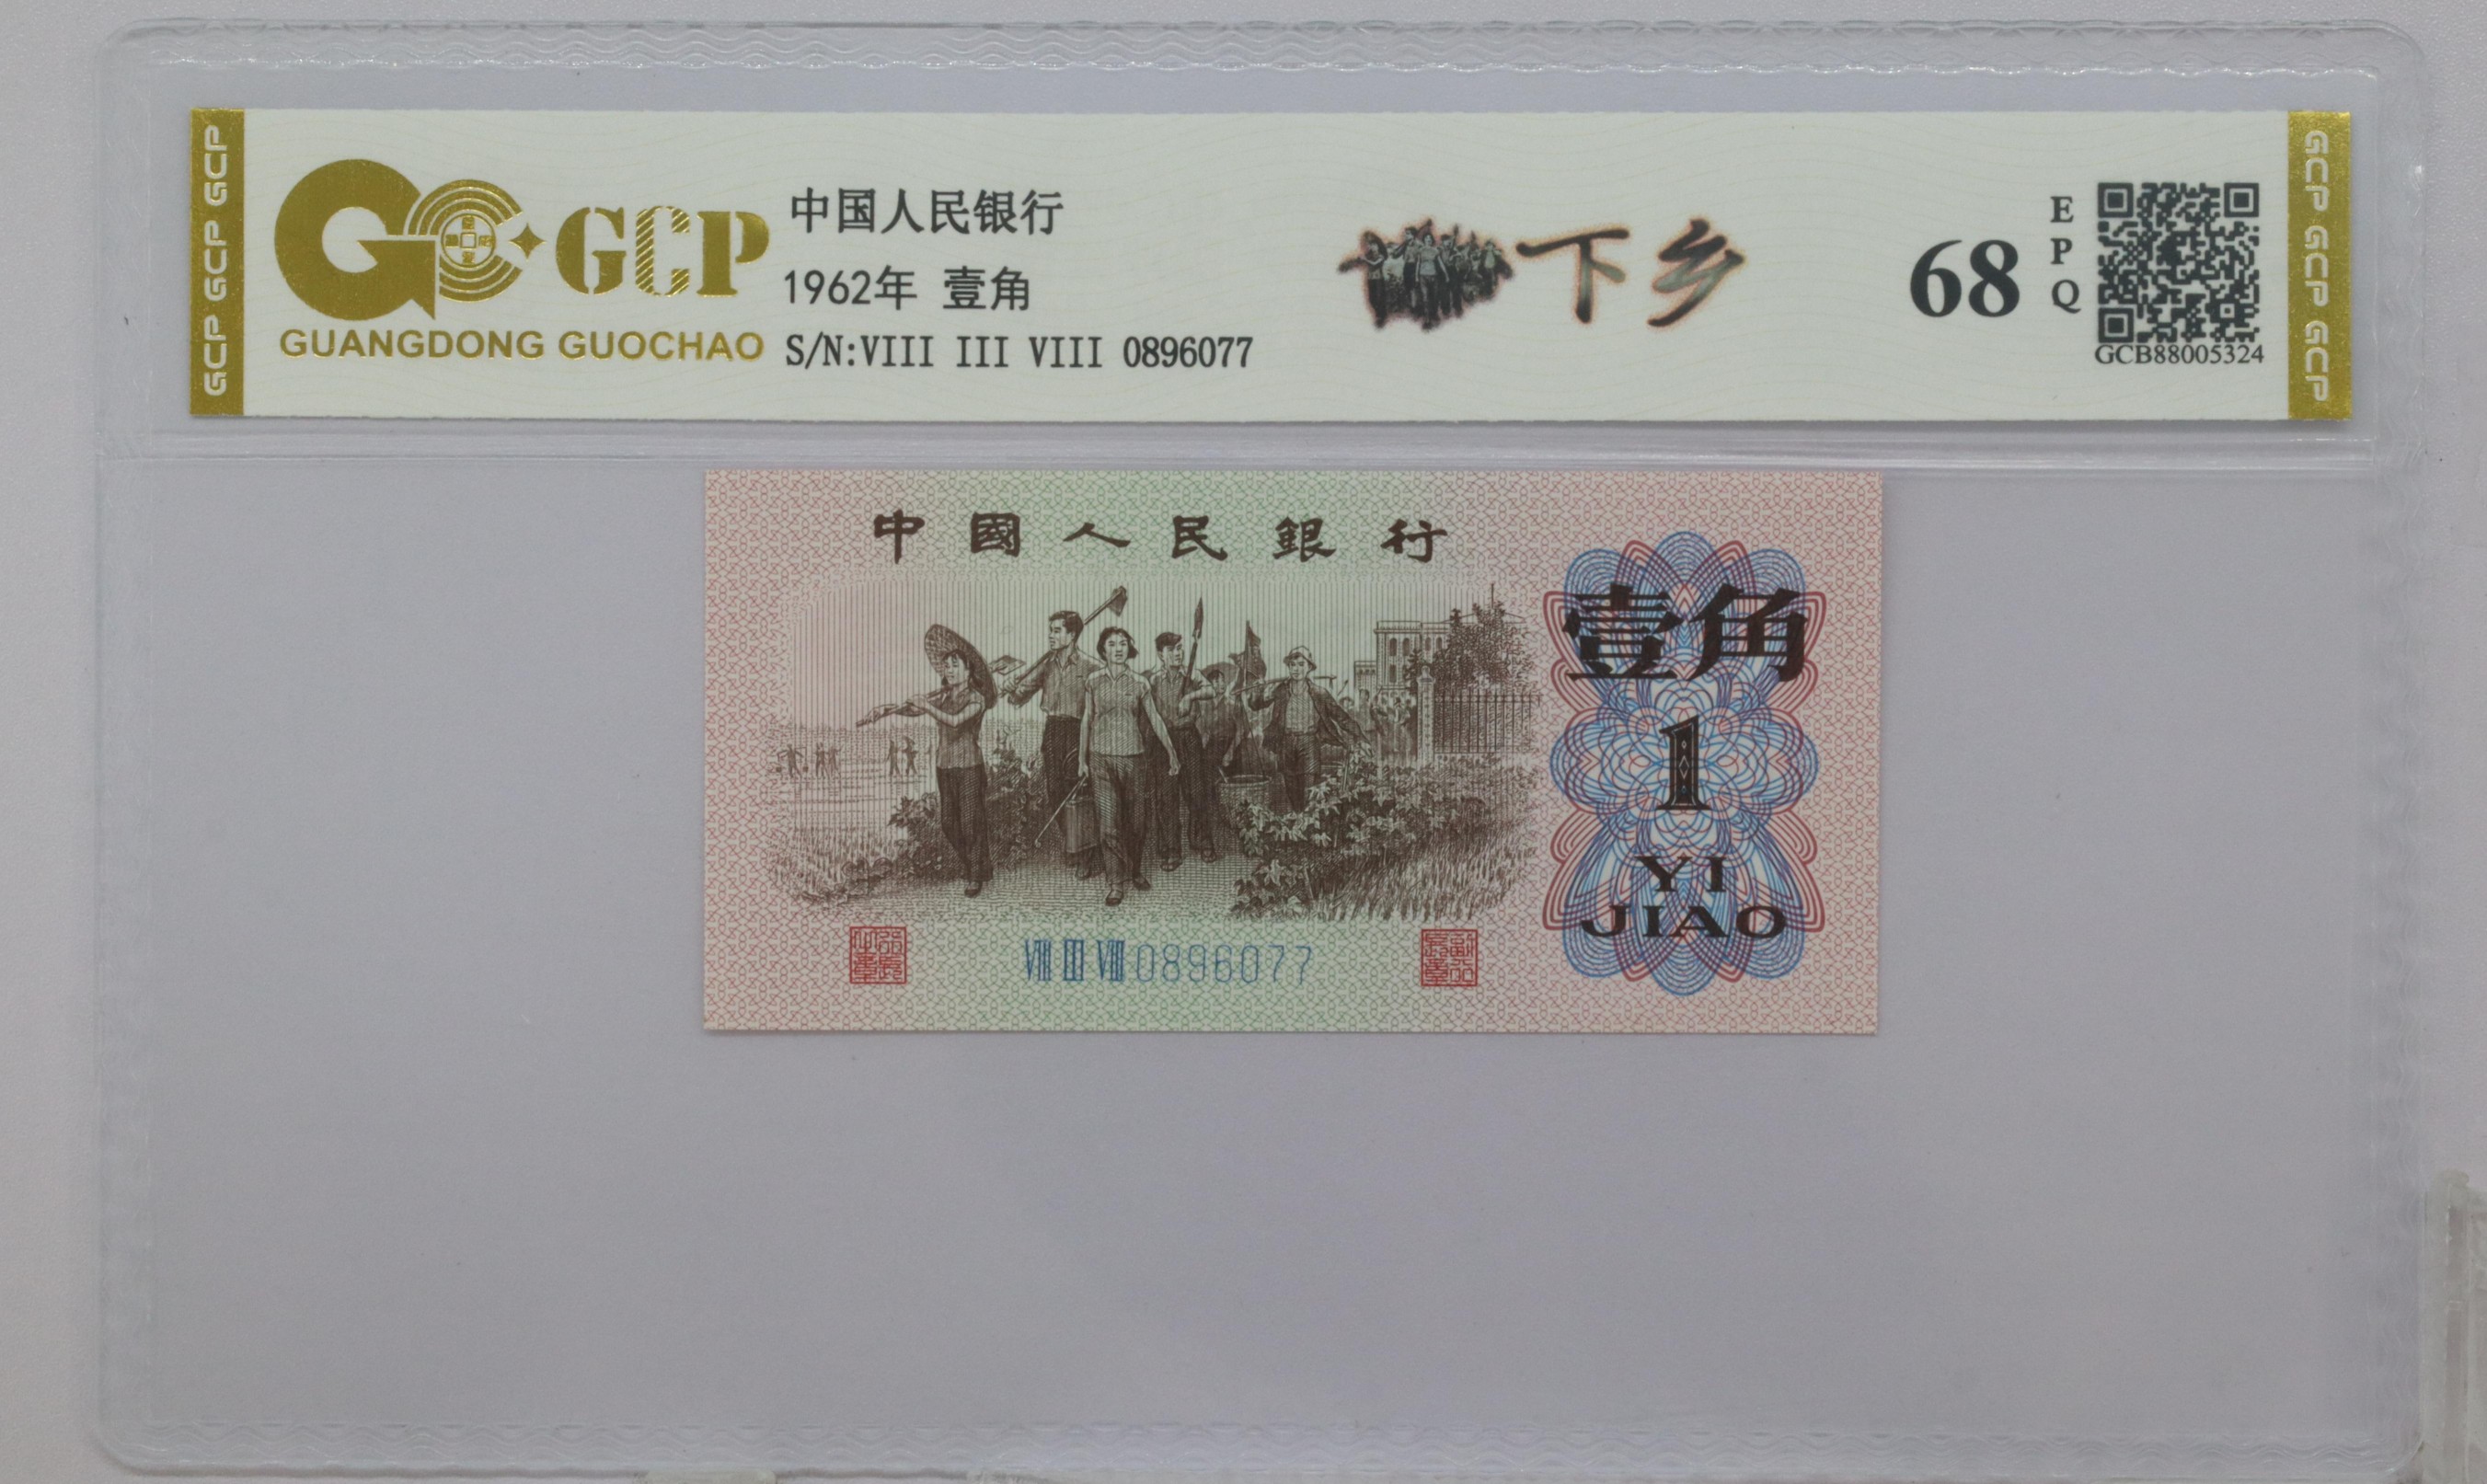 GCP GCP GCP
GCP
GUANGDONG GUOCHAO
中国人民银行
1962年 壹角
S/N:VIII III VIII 0896077
下乡
68
EPQ
GCB88005324
GCP GCP GCP
中國人民銀行
壹角
1
YI
JIAO
VIII III VIII 0896077